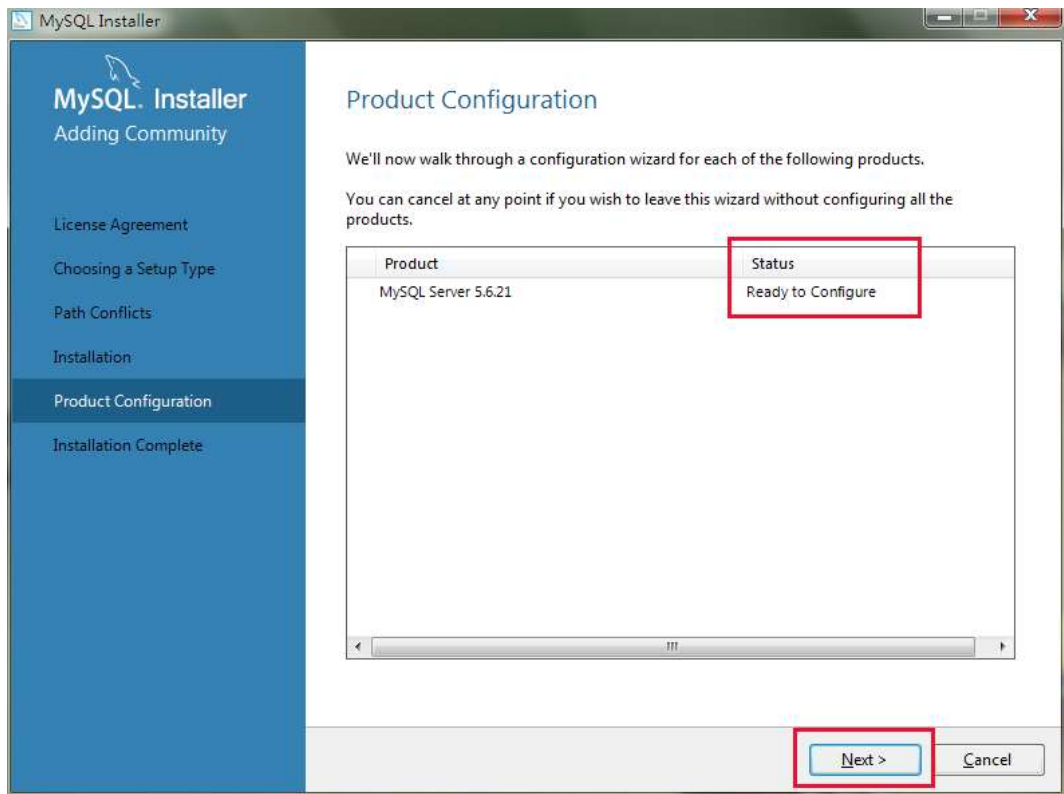 MySQL Installer
MySQL. Installer
Adding Community
License Agreement
Choosing a Setup Type
Path Conflicts
Installation
Product Configuration
Installation Complete
Product Configuration
We'll now walk through a configuration wizard for each of the following products.
You can cancel at any point if you wish to leave this wizard without configuring all the
products.
Product Status
MySQL Server 5.6.21 Ready to Configure
Next > Cancel